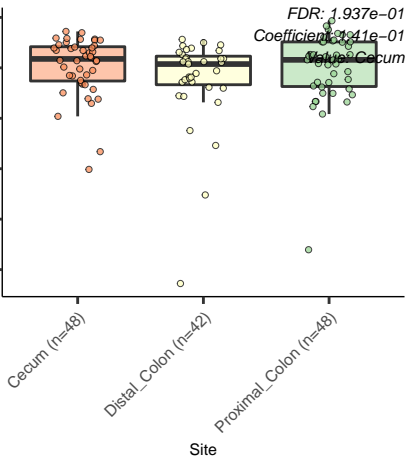 FDR: 1.937e−01
Value: Cecum
Cecum (n=48)
Distal_Colon (n=42)
Proximal_Colon (n=48)
Site